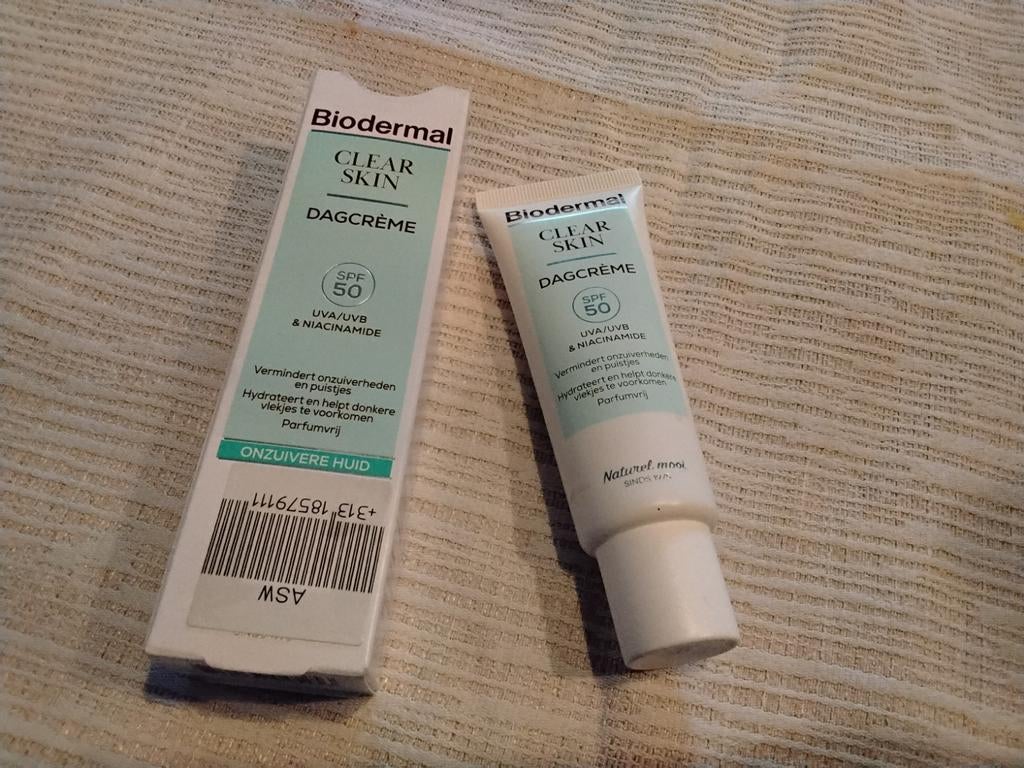 Biodermal
CLEAR
SKIN
DAGCRÈME
SPF
50
UVA/UVB
& NIACINAMIDE
Vermindert onzuiverheden
en puistjes
Hydrateert en helpt donkere
vlekjes te voorkomen
Parfumvrij
ONZUIVERE HUID
+313 18579111
ASW
Biodermal
CLEAR
SKIN
DAGCRÈME
SPF
50
UVA/UVB
& NIACINAMIDE
Vermindert onzuiverheden
en puistjes
Hydrateert en helpt donkere
vlekjes te voorkomen
Parfumvrij
Naturel. mooi.
SINDS